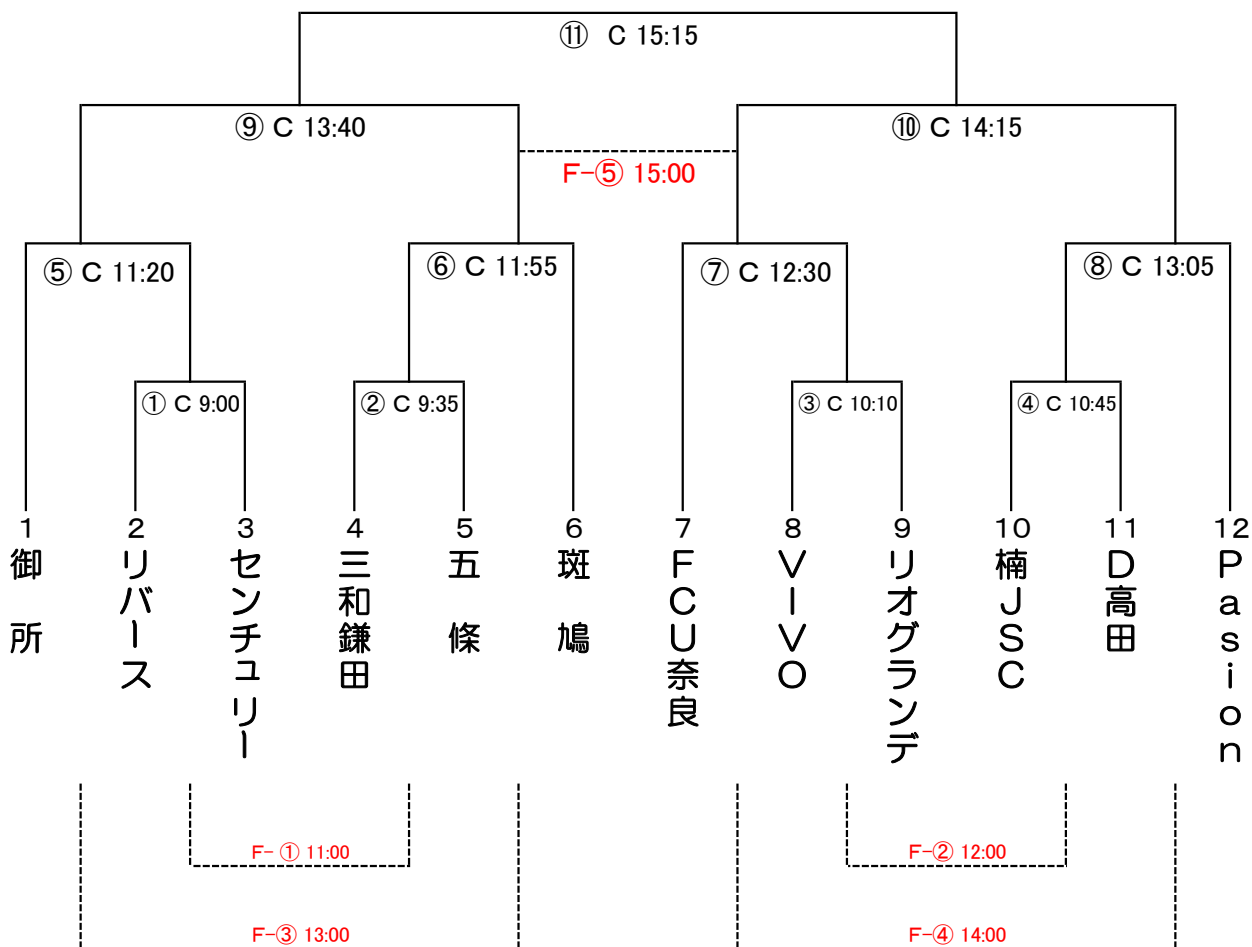 ⑪ C 15:15
⑨ C 13:40
⑩ C 14:15
F-⑤ 15:00
⑤ C 11:20
⑥ C 11:55
⑦ C 12:30
⑧ C 13:05
① C 9:00
② C 9:35
③ C 10:10
④ C 10:45
1 2 3 4 5 6 7 8 9 10 11 12
御所
リバース
センチュリー
三和鎌田
五條
斑鳩
FCU奈良
VIVO
リオグランデ
楠JSC
D高田
Pasion
F-① 11:00
F-② 12:00
F-③ 13:00
F-④ 14:00